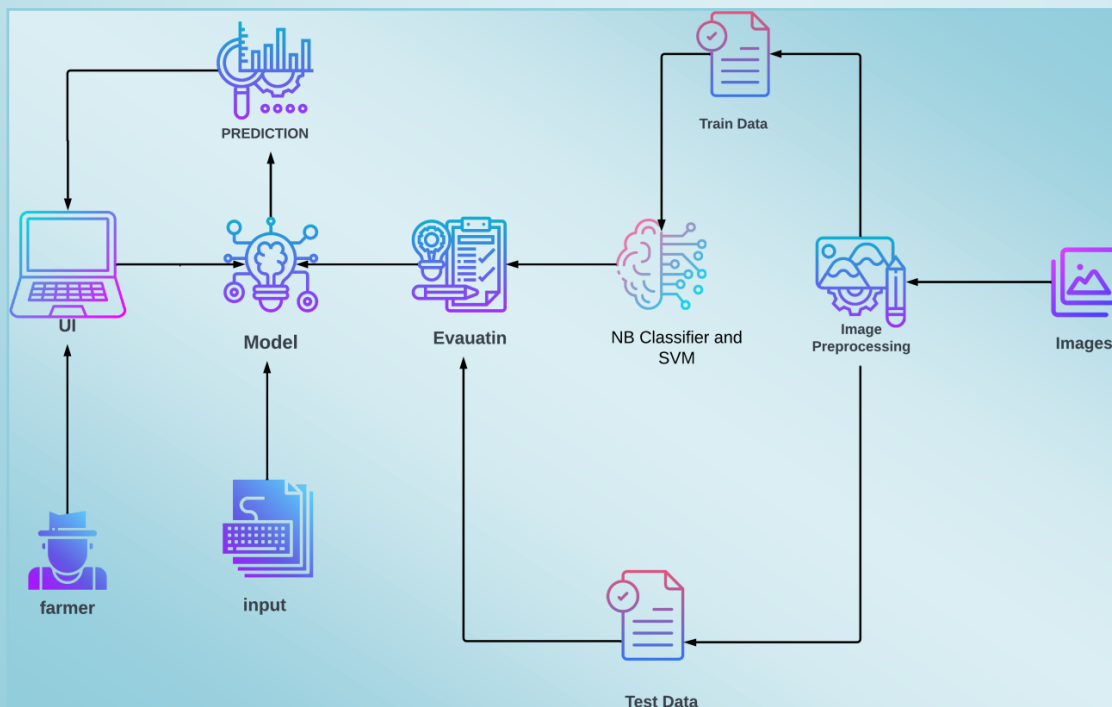 PREDICTION
Train Data
UI
Model
Evauatin
NB Classifier and
SVM
Image
Preprocessing
Images
farmer
input
Test Data